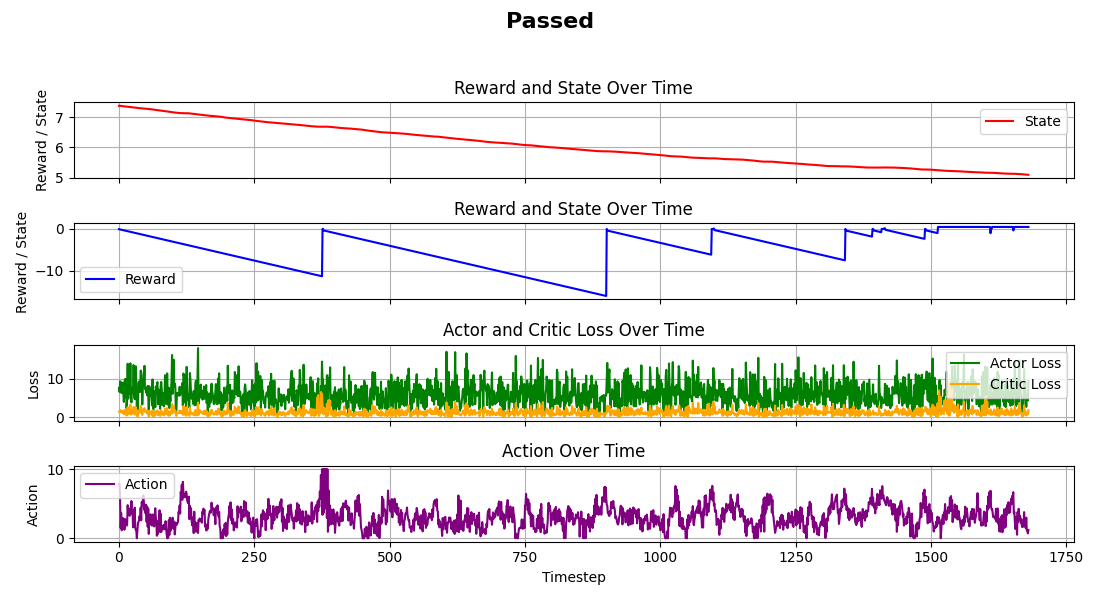 Passed
Reward and State Over Time
Reward / State
7
6
5
State
Reward and State Over Time
Reward / State
0
−10
Reward
Actor and Critic Loss Over Time
Loss
10
0
Actor Loss
Critic Loss
Action Over Time
Action
10
0
Action
0 250 500 750 1000 1250 1500 1750
Timestep